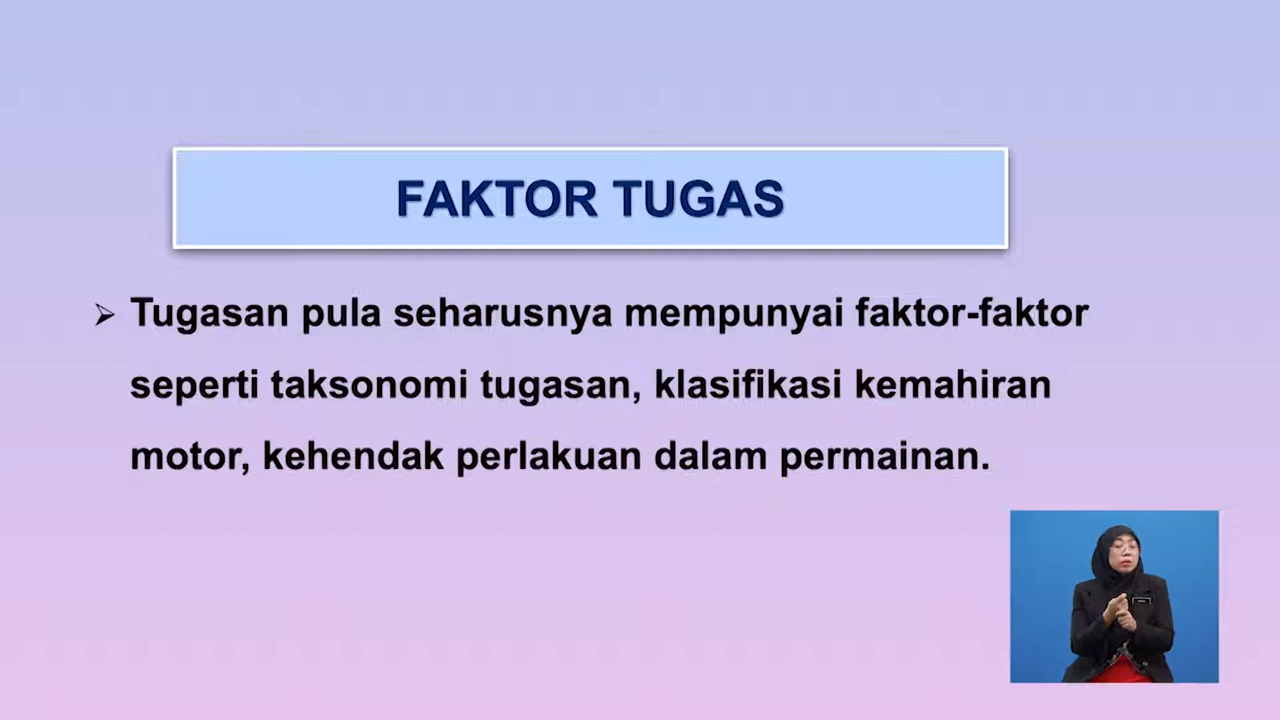 FAKTOR TUGAS
➢ Tugasan pula seharusnya mempunyai faktor-faktor
seperti taksonomi tugasan, klasifikasi kemahiran
motor, kehendak perlakuan dalam permainan.